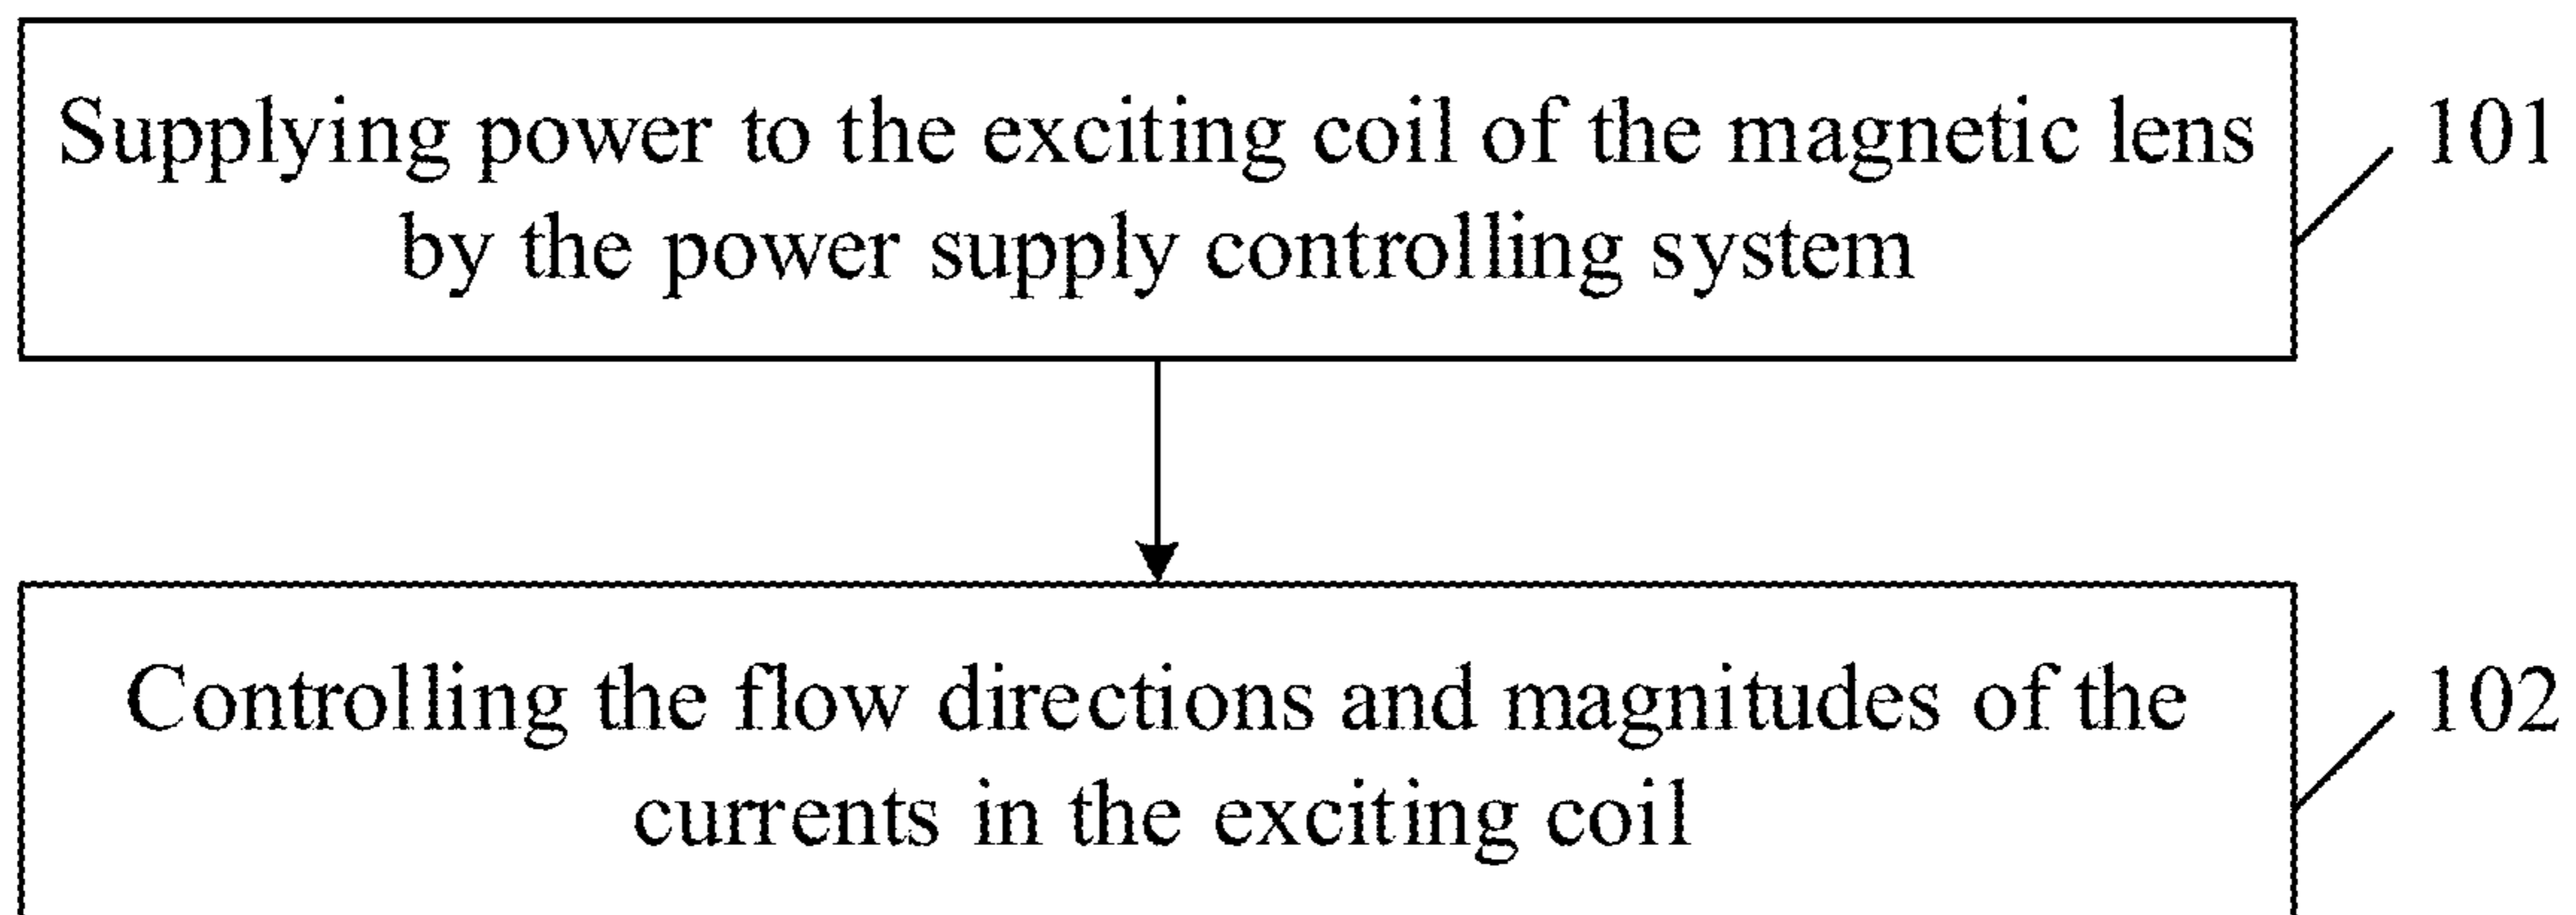 Supplying power to the exciting coil of the magnetic lens
by the power supply controlling system
101
Controlling the flow directions and magnitudes of the
currents in the exciting coil
102